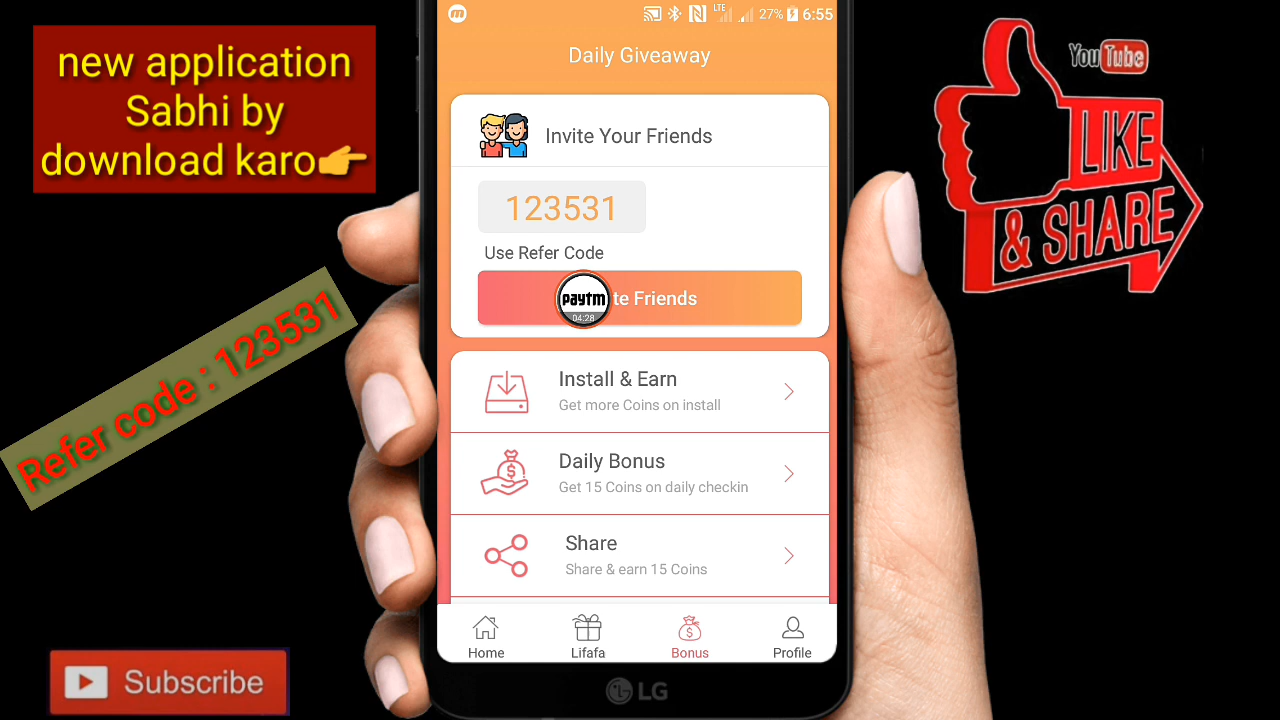 new application
Sabhi by
download karo
Refer code : 123531
Subscribe
m
LTE
27%
6:55
Daily Giveaway
Invite Your Friends
123531
Use Refer Code
paytm
04:28
te Friends
Install & Earn
Get more Coins on install
Daily Bonus
Get 15 Coins on daily checkin
Share
Share & earn 15 Coins
Home
Lifafa
Bonus
Profile
LG
YouTube
LIKE
& SHARE